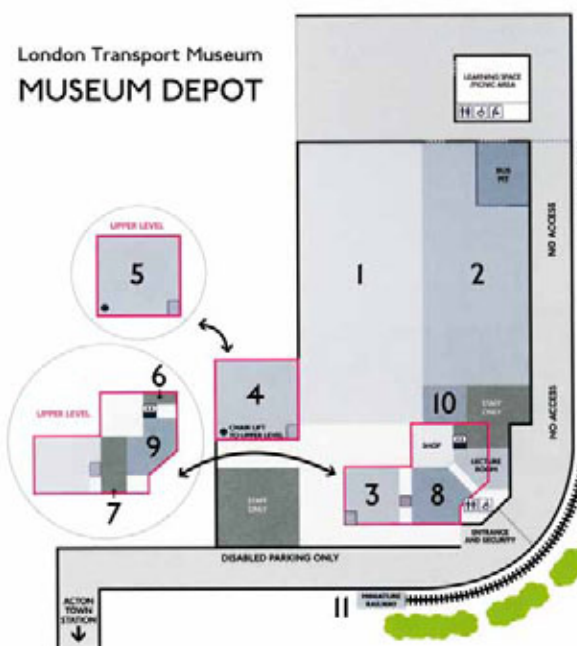 London Transport Museum
MUSEUM DEPOT
LEARNING SPACE
/PICNIC AREA
BUS
PIT
NO ACCESS
UPPER LEVEL
5
1
2
4
CHAIR LIFT
TO UPPER LEVEL
6
UPPER LEVEL
9
7
10
STAFF
ONLY
NO ACCESS
SHOP
LECTURE
ROOM
3
8
STAFF
ONLY
ENTRANCE
AND SECURITY
DISABLED PARKING ONLY
ACTON
TOWN
STATION
11
MINIATURE
RAILWAY